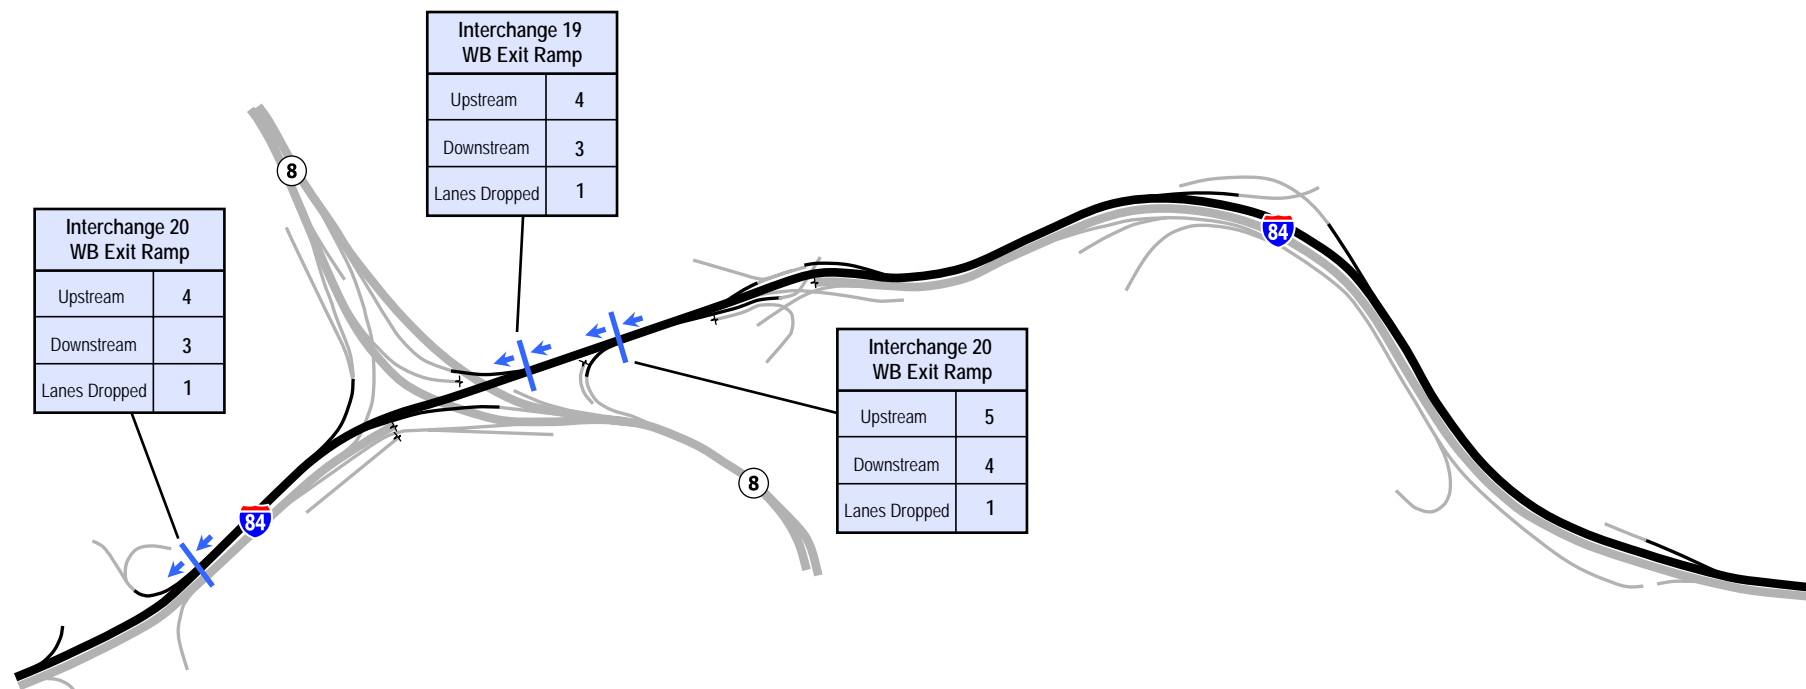 Interchange 19
WB Exit Ramp
Upstream 4
Downstream 3
Lanes Dropped 1
8
Interchange 20
WB Exit Ramp
Upstream 4
Downstream 3
Lanes Dropped 1
84
Interchange 20
WB Exit Ramp
Upstream 5
Downstream 4
Lanes Dropped 1
8
84